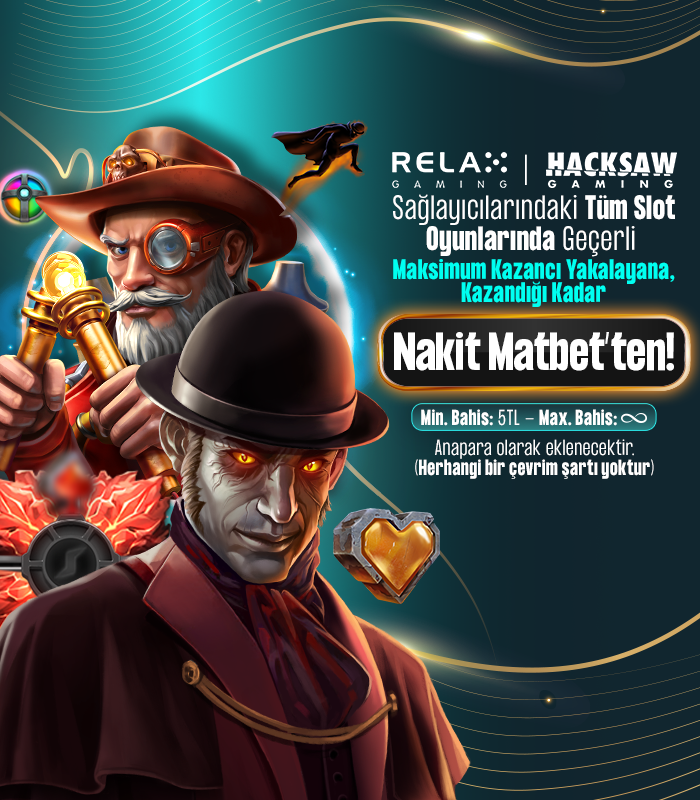 RELAX GAMING | HACKSAW GAMING
Sağlayıcılarındaki Tüm Slot
Oyunlarında Geçerli
Maksimum Kazancı Yakalayana,
Kazandığı Kadar
Nakit Matbet'ten!
Min. Bahis: 5TL – Max. Bahis: ∞
Anapara olarak eklenecektir.
(Herhangi bir çevrim şartı yoktur)